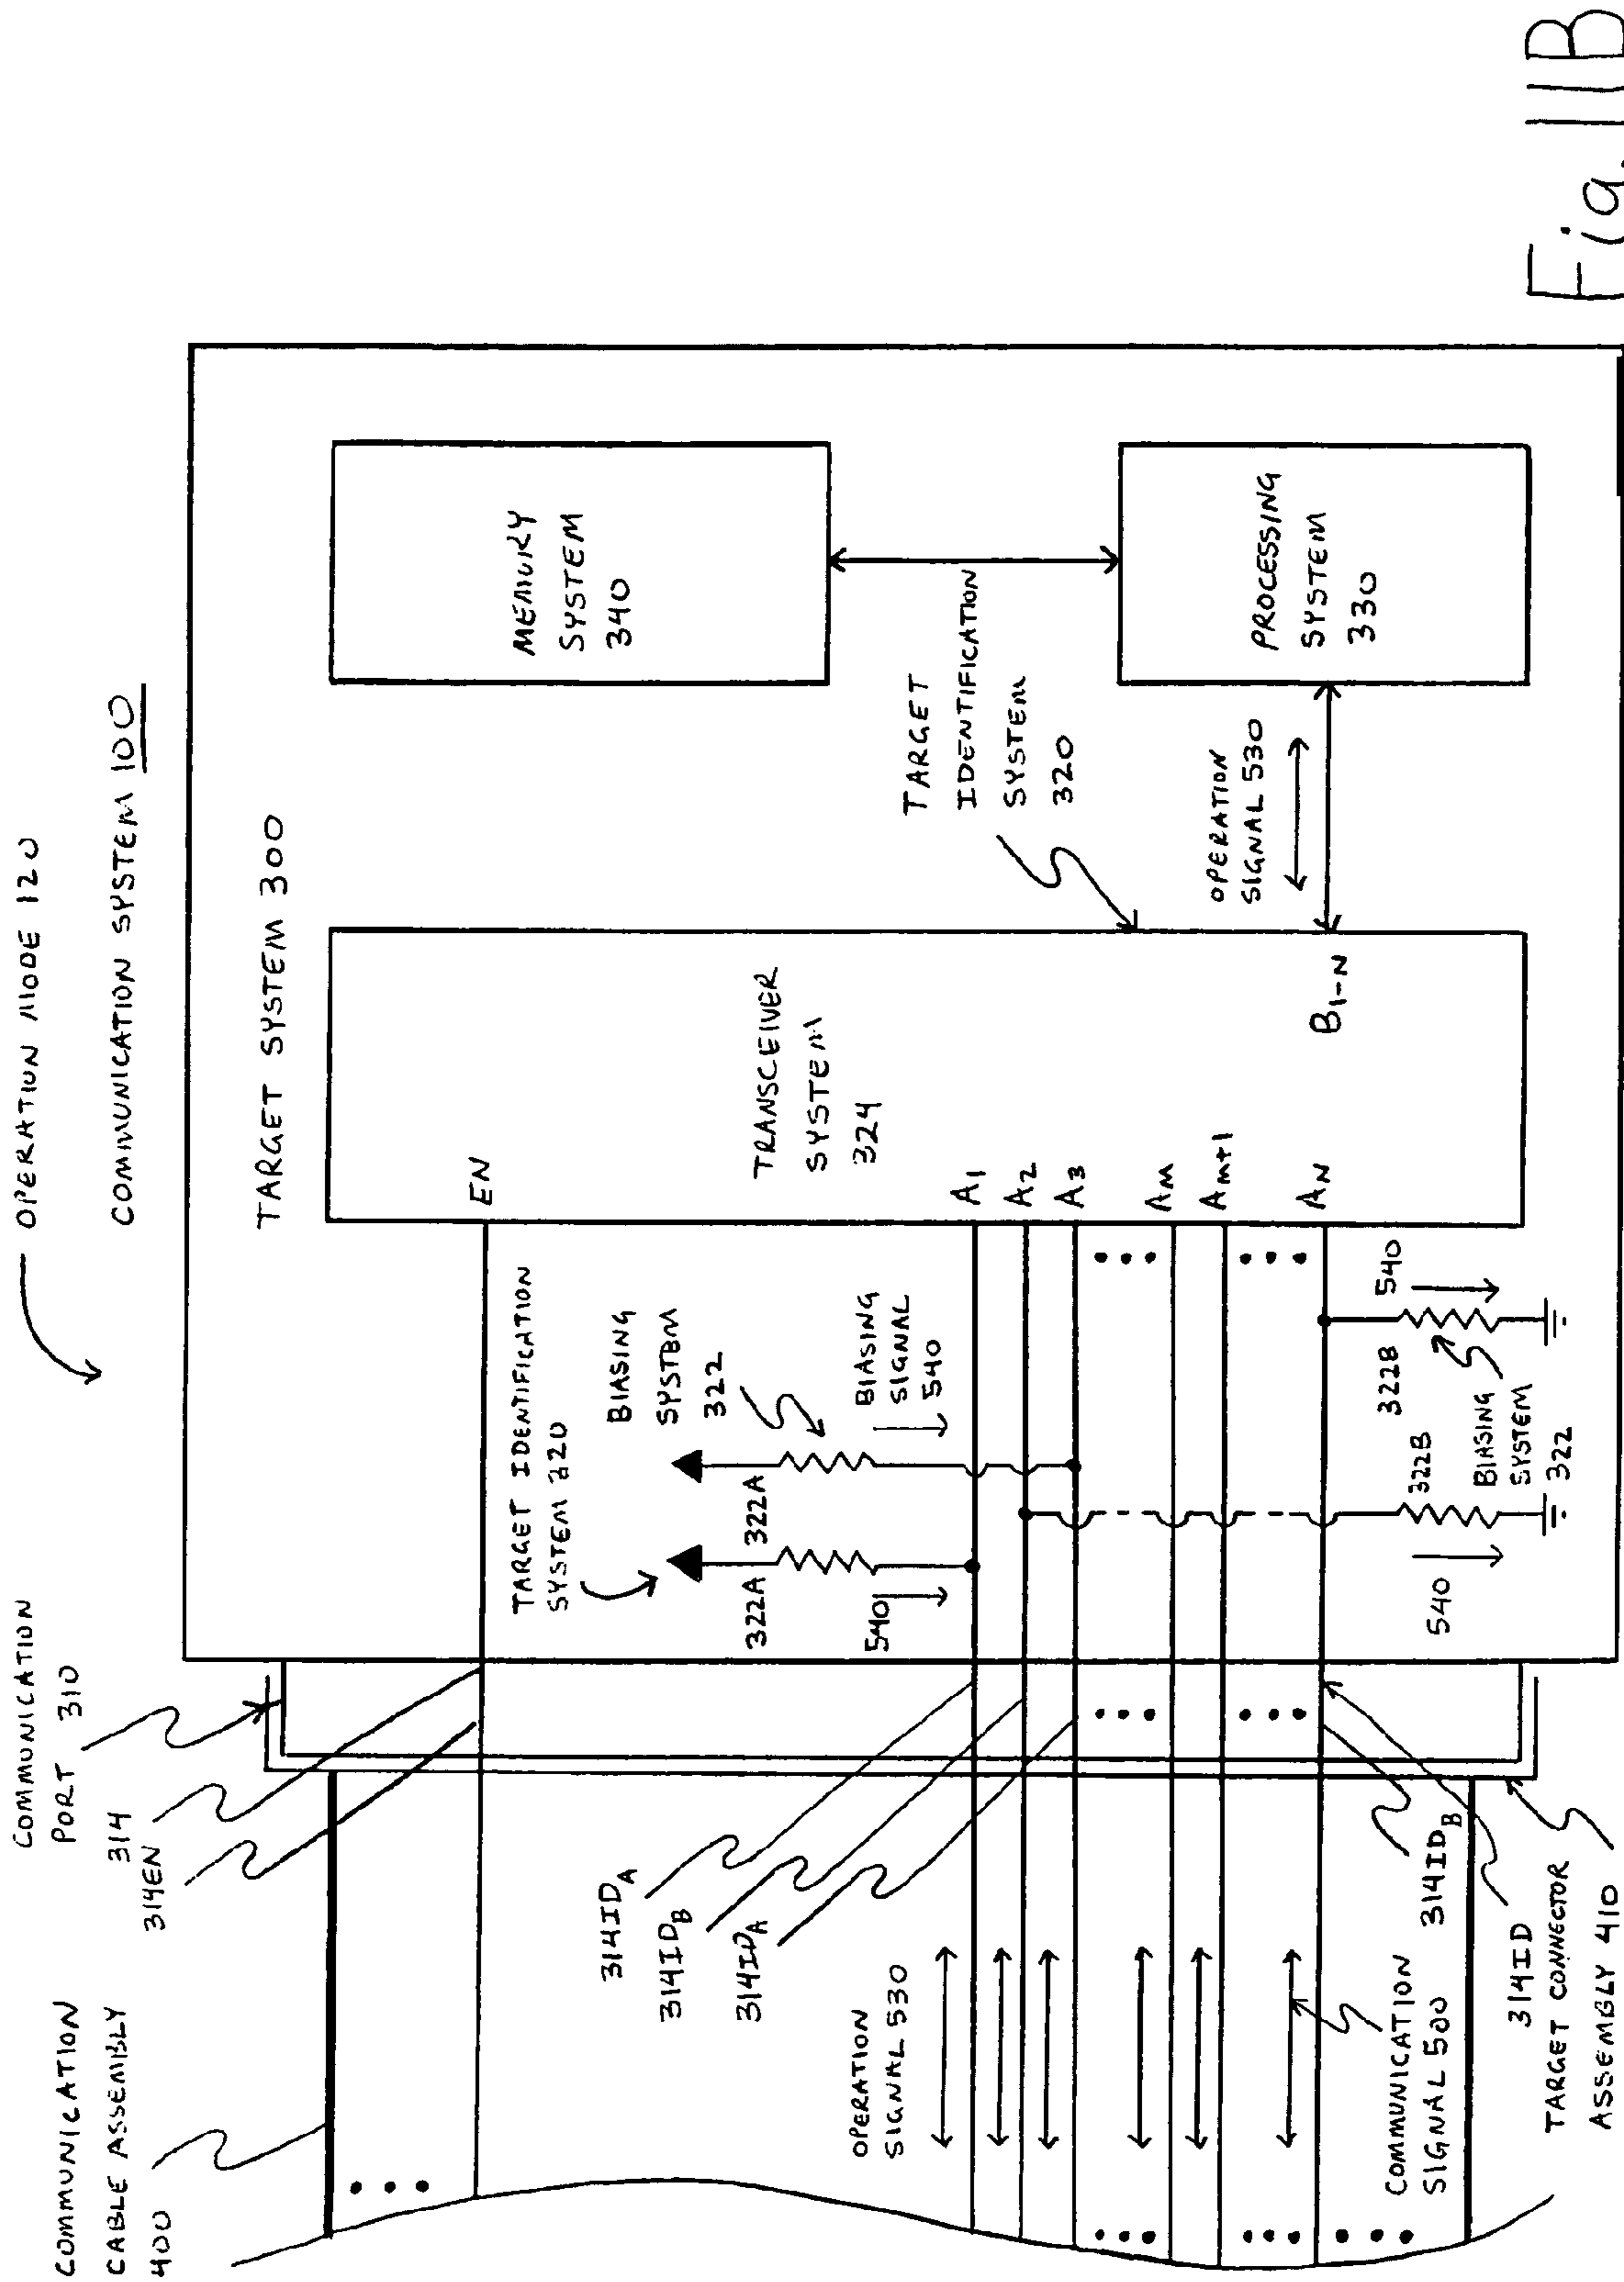 OPERATION MODE 120
COMMUNICATION SYSTEM 100
COMMUNICATION
PORT 310
314
314EN
COMMUNICATION
CABLE ASSEMBLY
400
TARGET SYSTEM 300
EN
TRANSCEIVER
SYSTEM
324
A1
A2
A3
AM
AM+1
AN
B1-N
MEMORY
SYSTEM
340
PROCESSING
SYSTEM
330
TARGET
IDENTIFICATION
SYSTEM
320
OPERATION
SIGNAL 530
TARGET IDENTIFICATION
SYSTEM 320
BIASING
SYSTEM
322
322A
322A
BIASING
SIGNAL
540
540
314IDA
314IDB
314IDA
OPERATION
SIGNAL 530
COMMUNICATION
SIGNAL 500
314IDB
314ID
TARGET CONNECTOR
ASSEMBLY 410
540
322B
322B
BIASING
SYSTEM
322
540
Fig. 11B